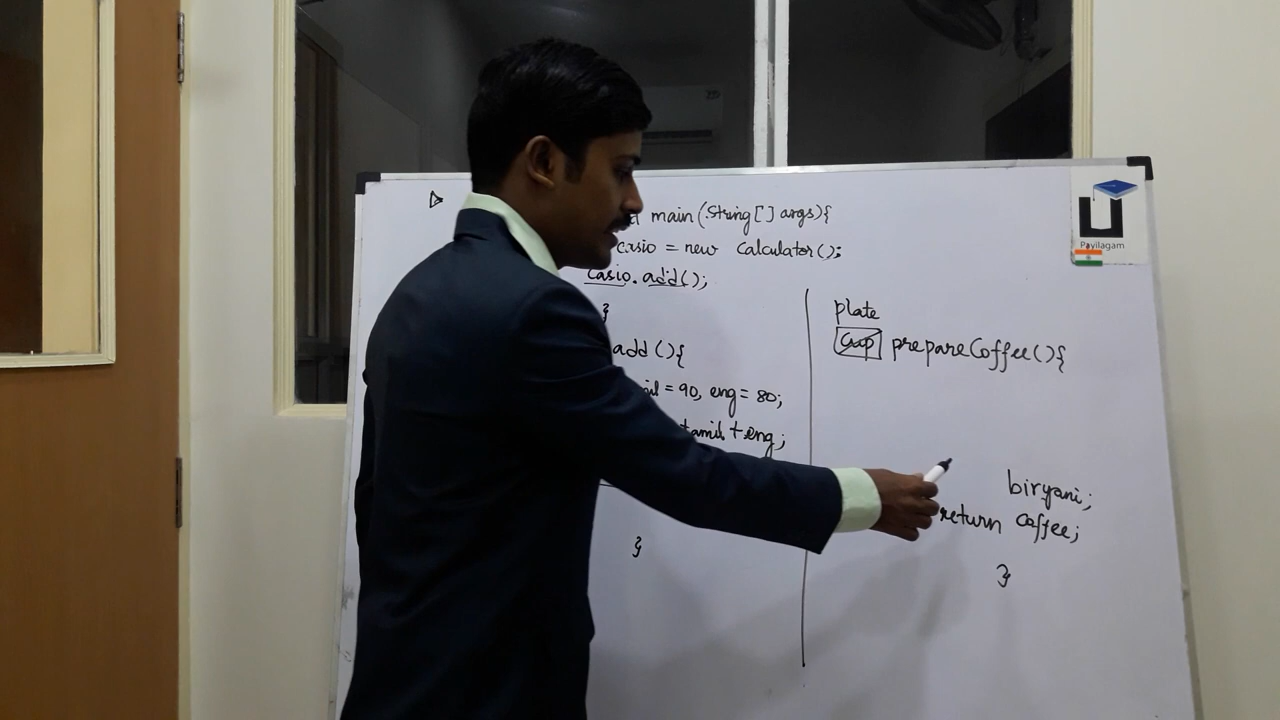 main(String[] args){
casio = new calculator();
casio.add();
}
add(){
= 90, eng = 80;
tamil + eng;
}
plate
Cup prepareCoffee(){
biryani;
return coffee;
}
Payilagam